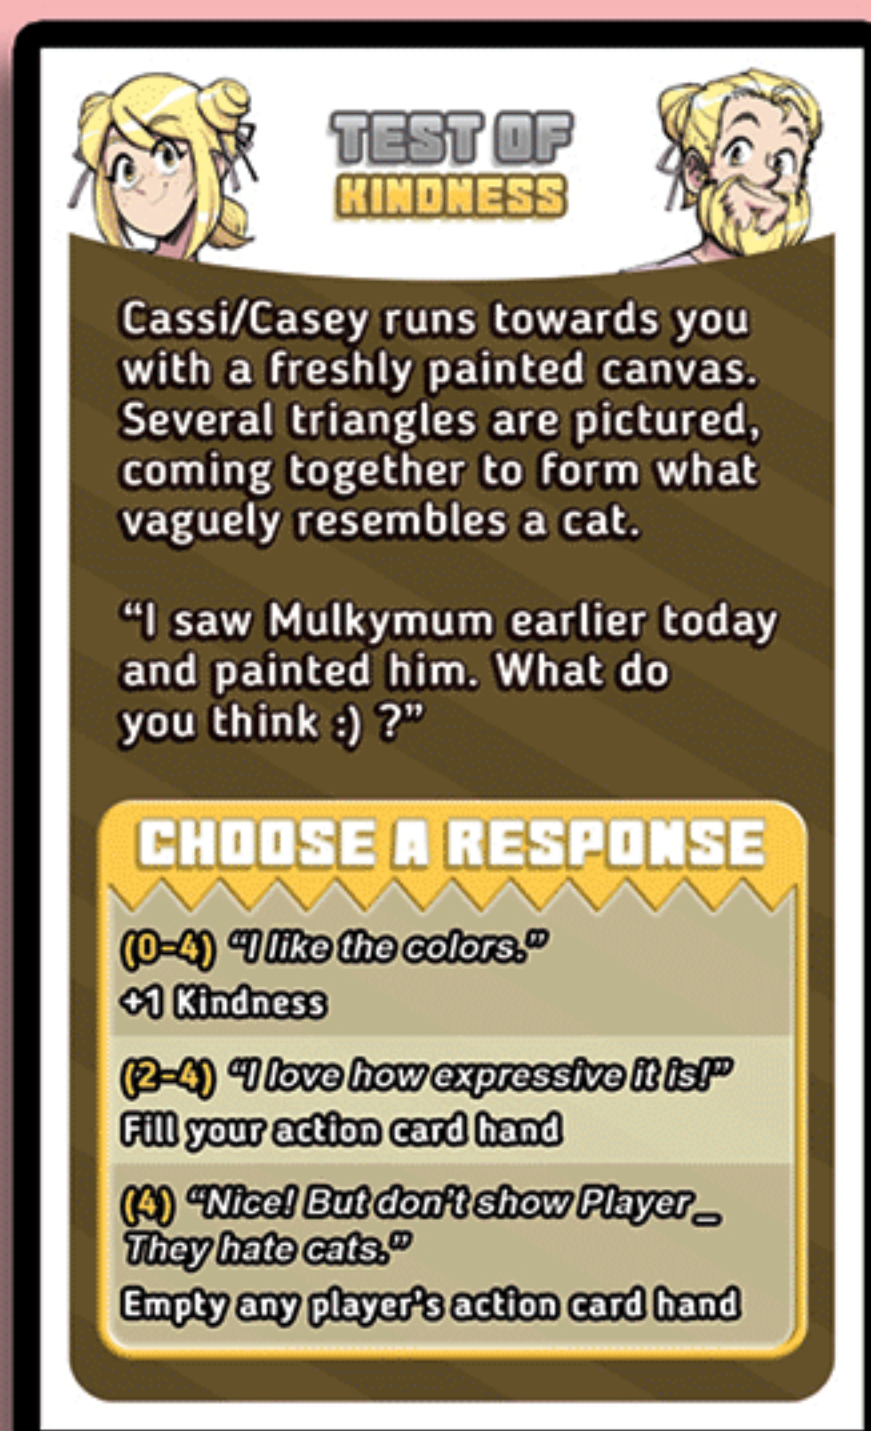 TEST OF
KINDNESS
Cassi/Casey runs towards you
with a freshly painted canvas.
Several triangles are pictured,
coming together to form what
vaguely resembles a cat.
“I saw Mulkymum earlier today
and painted him. What do
you think :) ?”
CHOOSE A RESPONSE
(0-4) “I like the colors.”
+1 Kindness
(2-4) “I love how expressive it is!”
Fill your action card hand
(4) “Nice! But don't show Player _
They hate cats.”
Empty any player's action card hand